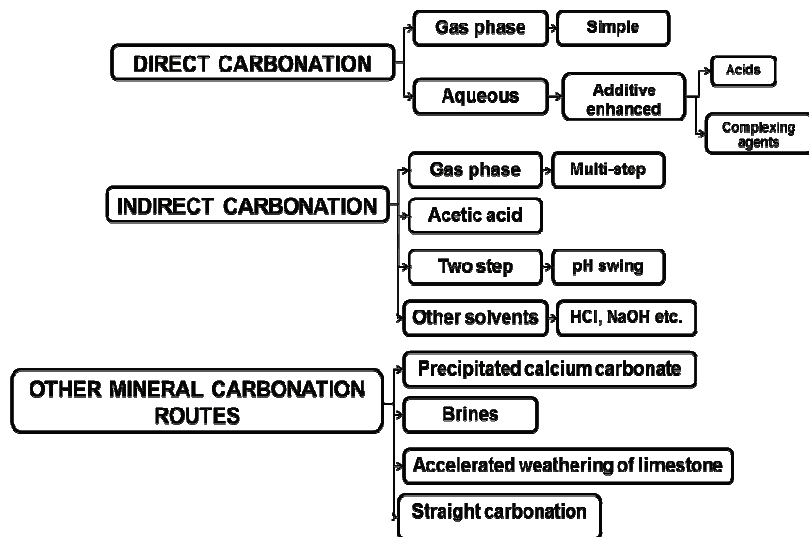 Gas phase
Simple
DIRECT CARBONATION
Aqueous
Additive
enhanced
Acids
Complexing
agents
Gas phase
Multi-step
INDIRECT CARBONATION
Acetic acid
Two step
pH swing
Other solvents
HCl, NaOH etc.
OTHER MINERAL CARBONATION
ROUTES
Precipitated calcium carbonate
Brines
Accelerated weathering of limestone
Straight carbonation